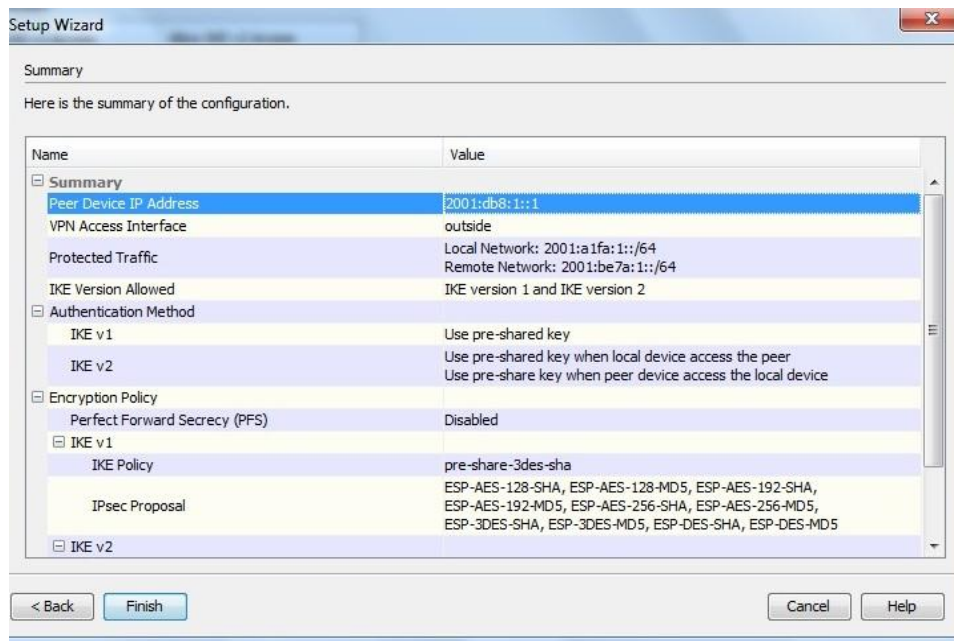 Setup Wizard
Summary
Here is the summary of the configuration.
Name Value
Summary
Peer Device IP Address 2001:db8:1::1
VPN Access Interface outside
Protected Traffic Local Network: 2001:a1fa:1::/64
Remote Network: 2001:be7a:1::/64
IKE Version Allowed IKE version 1 and IKE version 2
Authentication Method
IKE v1 Use pre-shared key
IKE v2 Use pre-shared key when local device access the peer
Use pre-share key when peer device access the local device
Encryption Policy
Perfect Forward Secrecy (PFS) Disabled
IKE v1
IKE Policy pre-share-3des-sha
IPsec Proposal ESP-AES-128-SHA, ESP-AES-128-MD5, ESP-AES-192-SHA,
ESP-AES-192-MD5, ESP-AES-256-SHA, ESP-AES-256-MD5,
ESP-3DES-SHA, ESP-3DES-MD5, ESP-DES-SHA, ESP-DES-MD5
IKE v2
< Back Finish Cancel Help